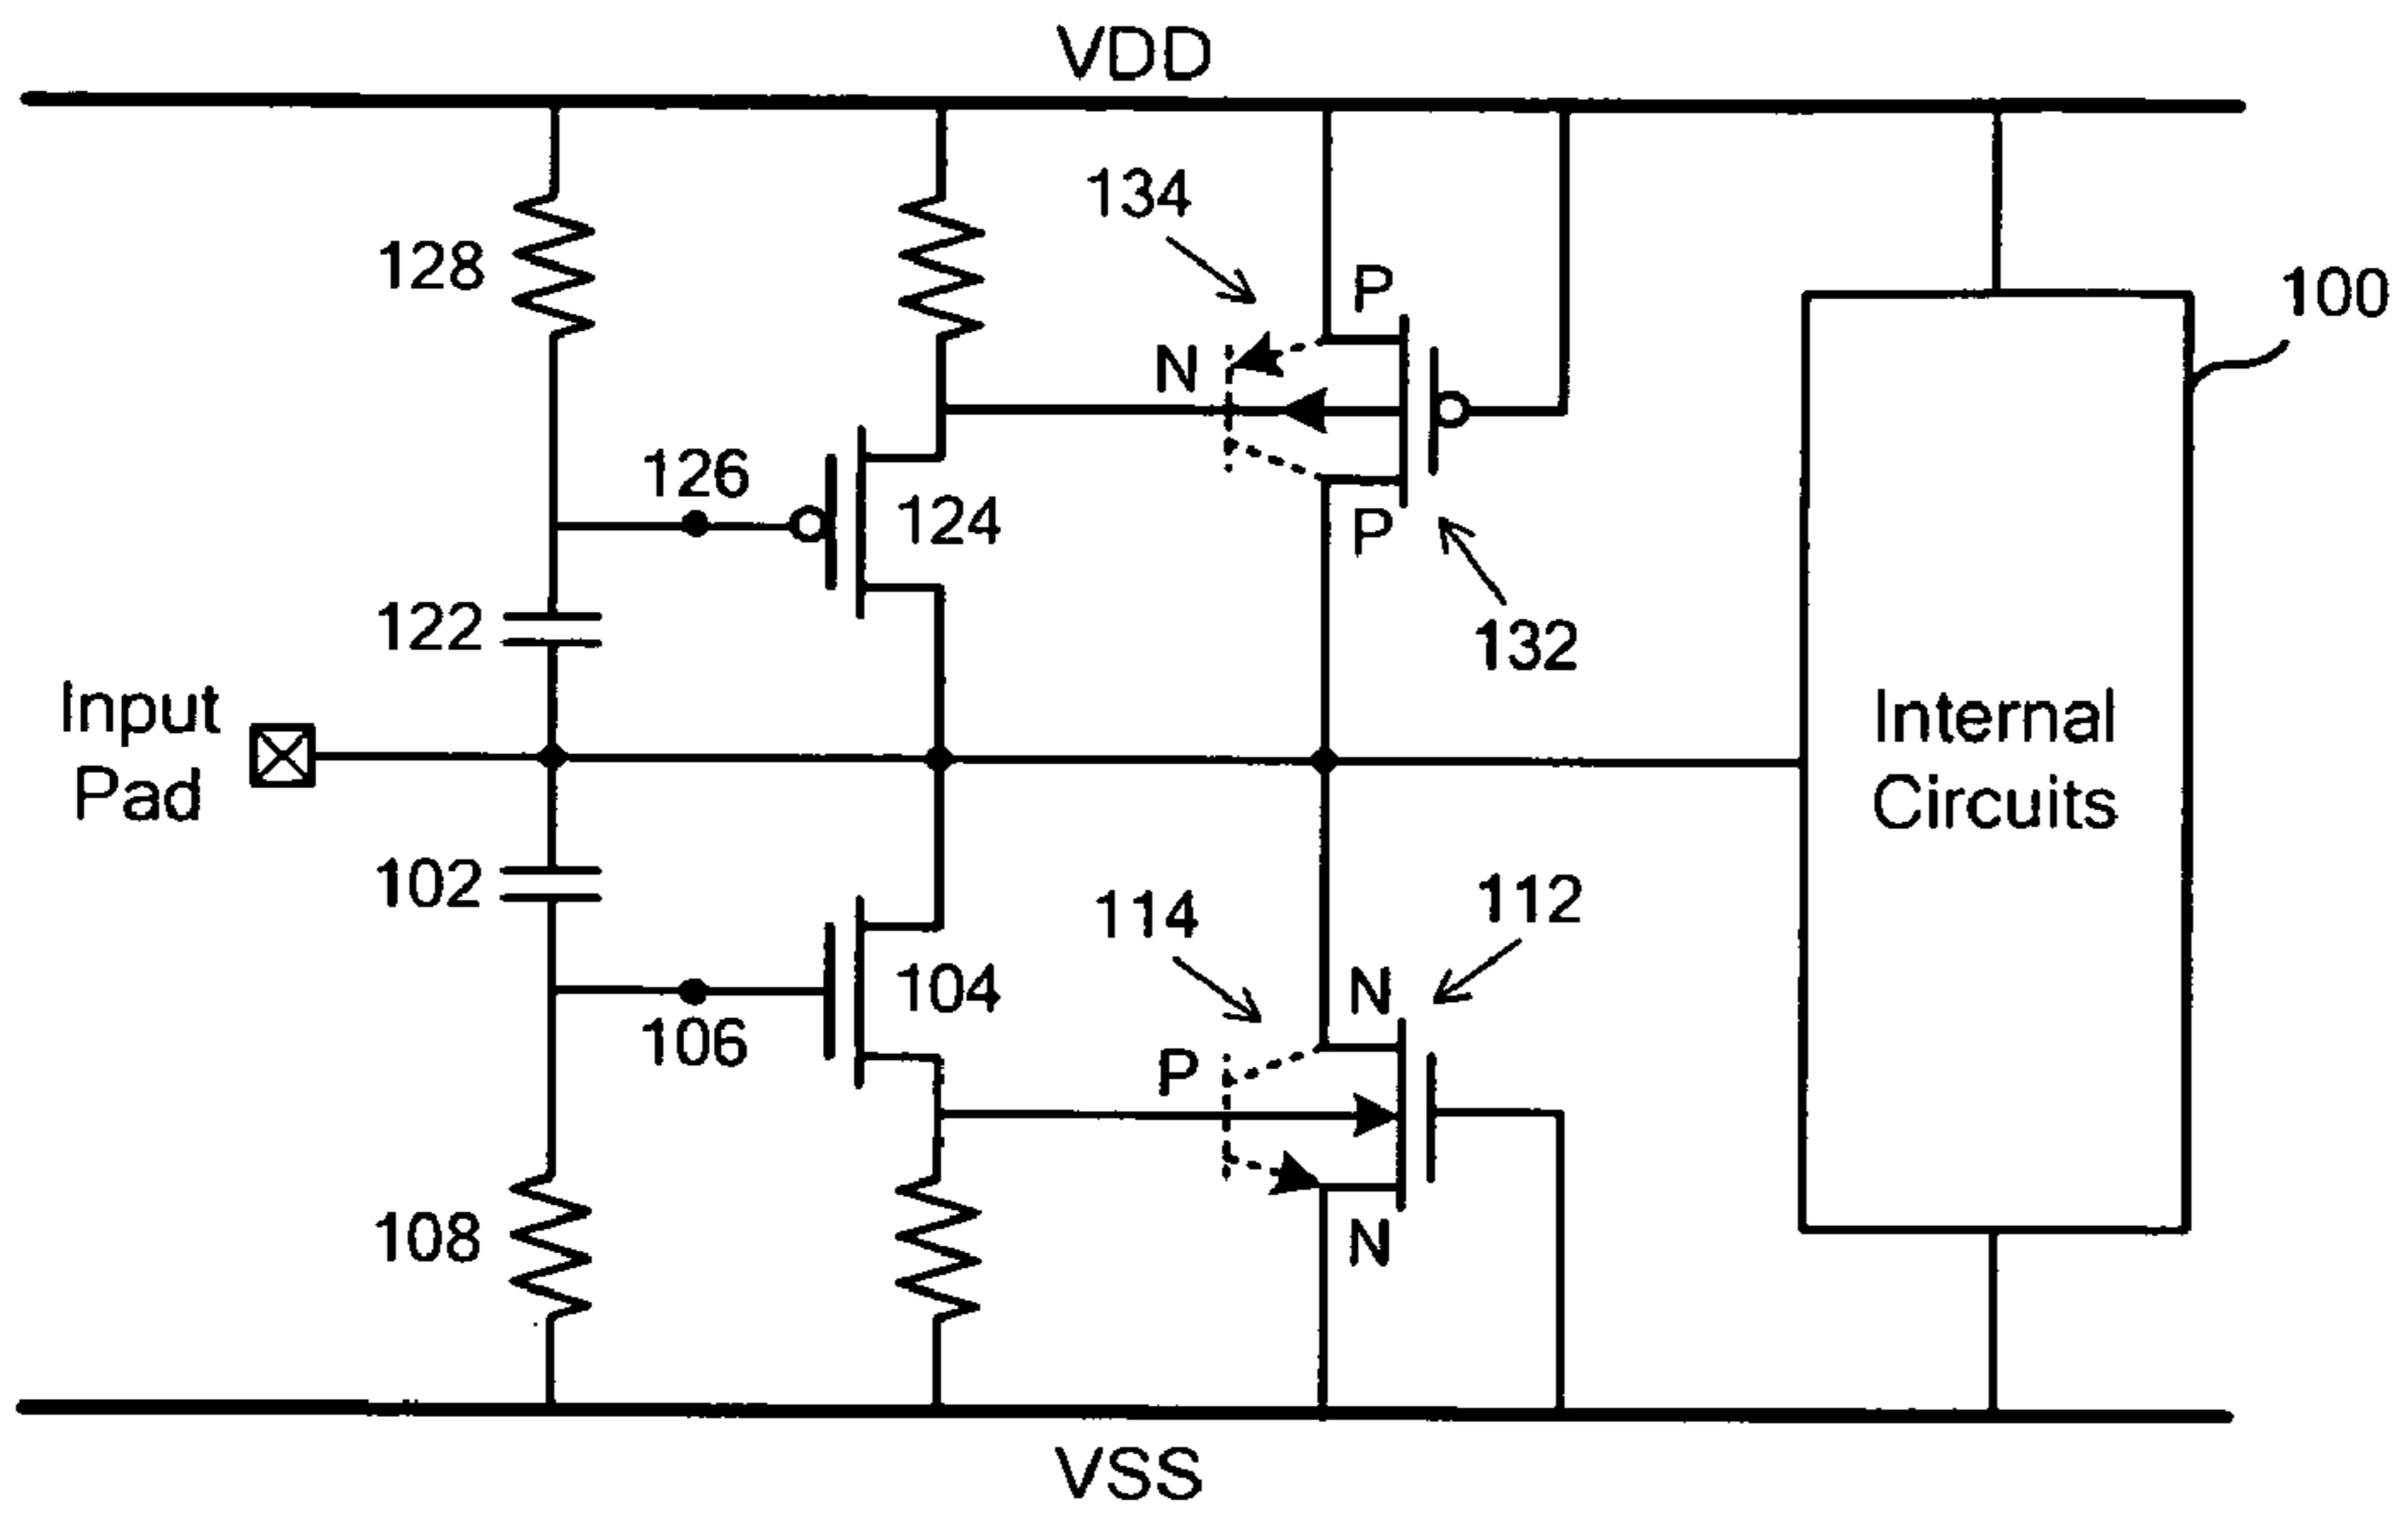 VDD
134
128
P
100
N
126
124
P
122
132
Input
Pad
Internal
Circuits
102
112
114
N
104
106
P
108
N
VSS